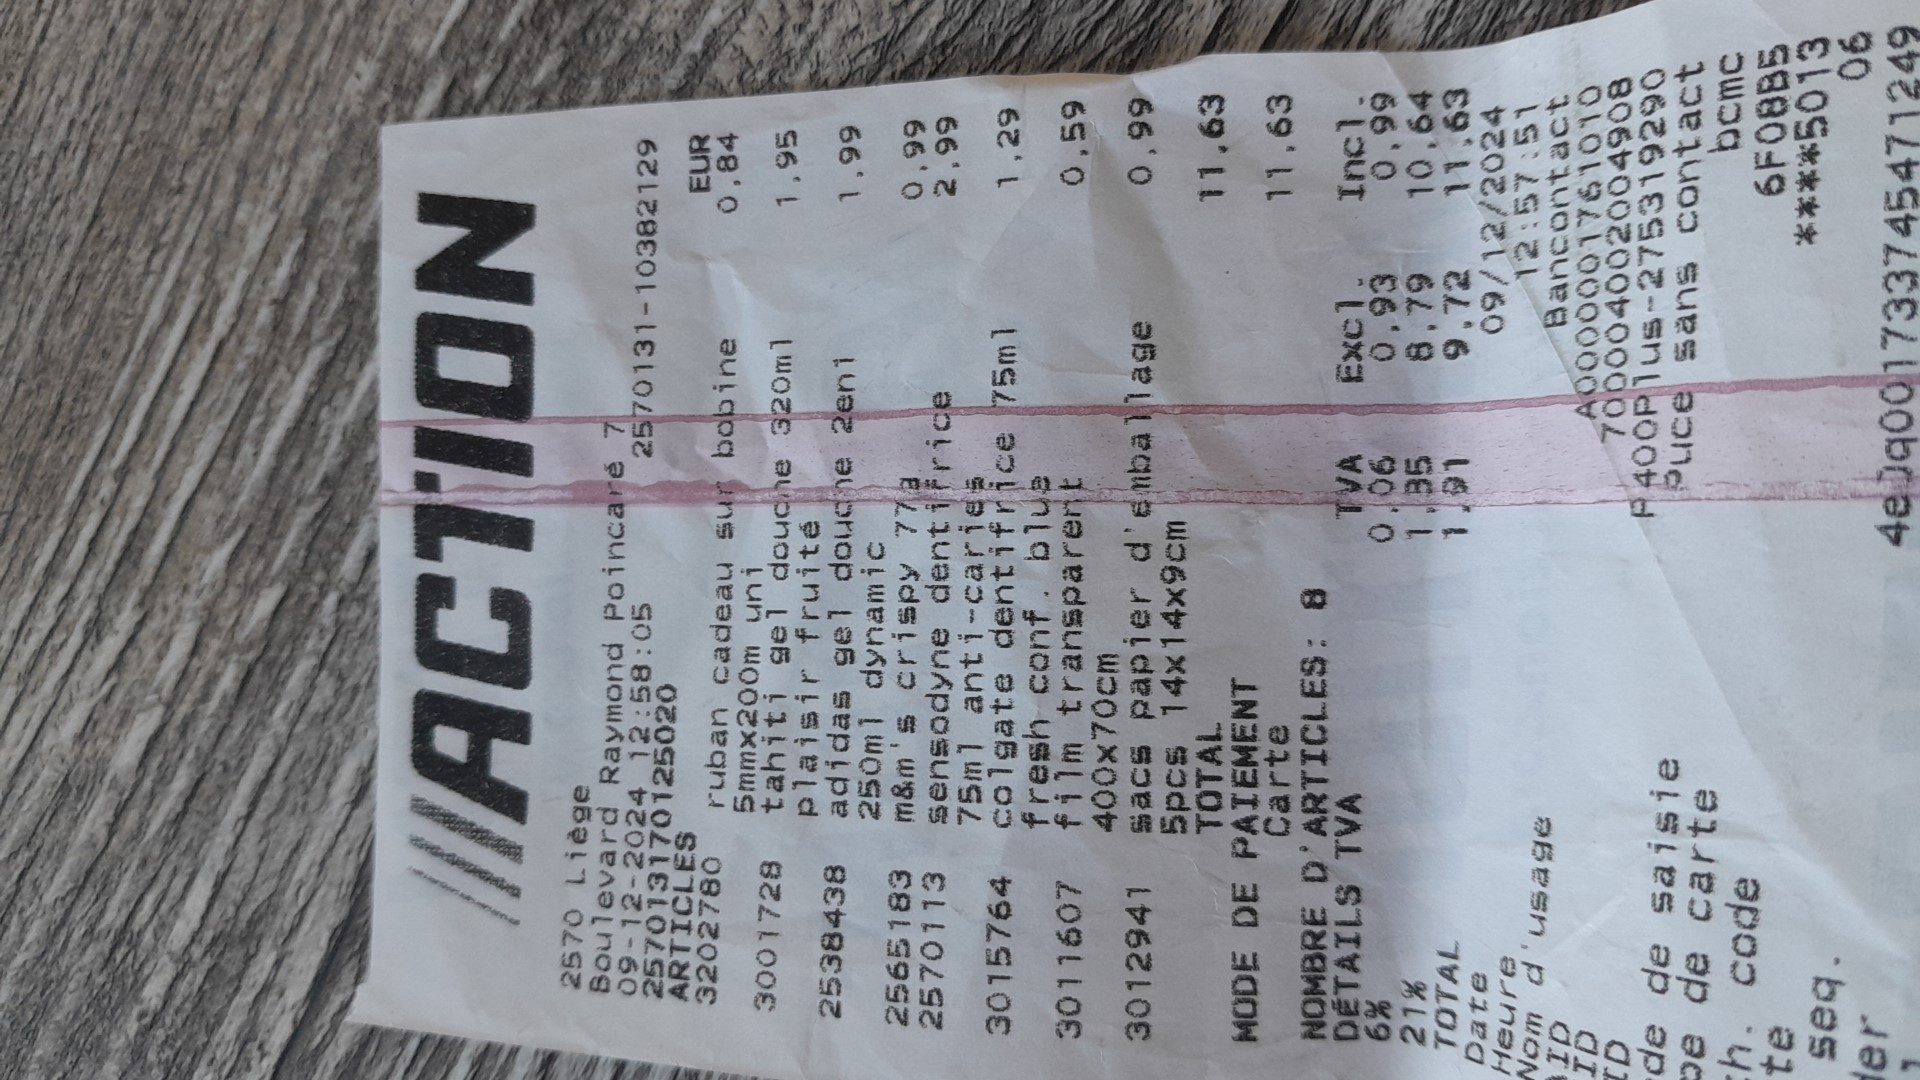 ACTION
2570 Liège
Boulevard Raymond Poincaré 7
09-12-2024 12:58:05 2570131-10382129
257013170125020
ARTICLES EUR
3202780 ruban cadeau sur bobine 0,84
5mmx200m uni
3001728 tahiti gel douche 320ml 1,95
plaisir fruité
2538438 adidas gel douche 2en1 1,99
250ml dynamic
2565183 m&m's crispy 77g 0,99
2570113 sensodyne dentifrice 2,99
75ml anti-caries
3015764 colgate dentifrice 75ml 1,29
fresh conf. blue
3011607 film transparent 0,59
400x70cm
3012941 sacs papier d'emballage 0,99
5pcs 14x14x9cm
TOTAL 11,63
MODE DE PAIEMENT
Carte 11,63
NOMBRE D'ARTICLES: 8
DÉTAILS TVA TVA Excl. Incl.
6% 0,06 0,93 0,99
21% 1,85 8,79 10,64
TOTAL 1,91 9,72 11,63
Date 09/12/2024
Heure 12:57:51
Nom d'usage Bancontact
AID A0000001761010
TID 70004002004908
P400Plus-275319290
de de saisie Puce sans contact
pe de carte bcmc
h. code 6F08B5
te *****5013
seq. 06
der 4eJq001733745471249